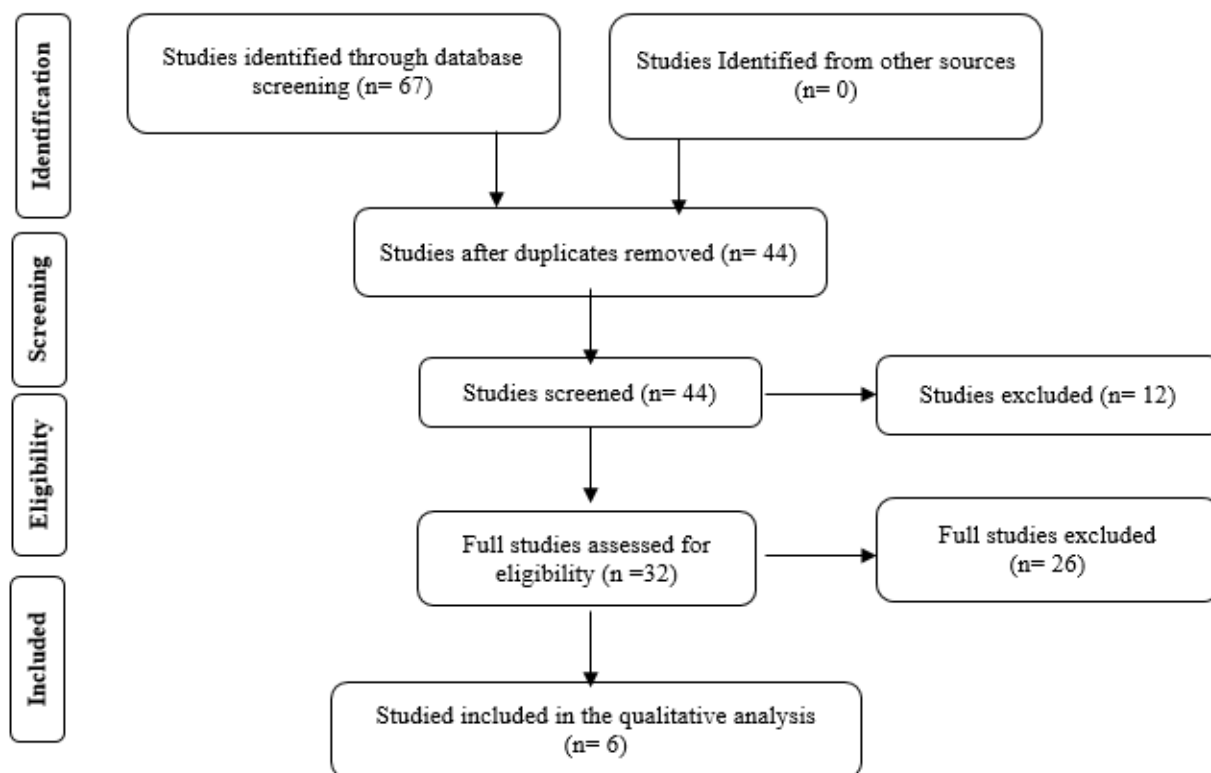 Identification
Studies identified through database
screening (n= 67)
Studies Identified from other sources
(n= 0)
Studies after duplicates removed (n= 44)
Screening
Studies screened (n= 44)
Studies excluded (n= 12)
Eligibility
Full studies assessed for
eligibility (n =32)
Full studies excluded
(n= 26)
Included
Studied included in the qualitative analysis
(n= 6)